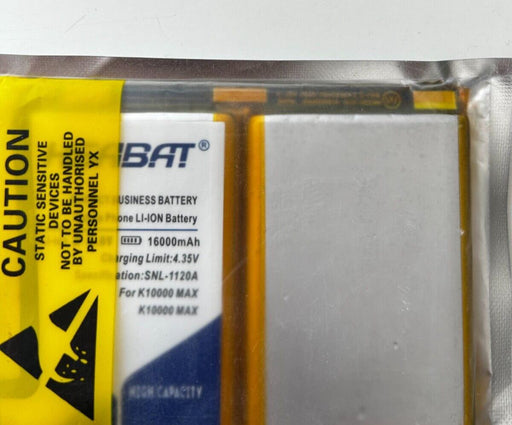 CAUTION
STATIC SENSITIVE
DEVICES
NOT TO BE HANDLED
BY UNAUTHORISED
PERSONNEL YX
BAT®
BUSINESS BATTERY
Phone LI-ION Battery
16000mAh
Charging Limit:4.35V
Specification:SNL-1120A
For K10000 MAX
K10000 MAX
HIGH CAPACITY